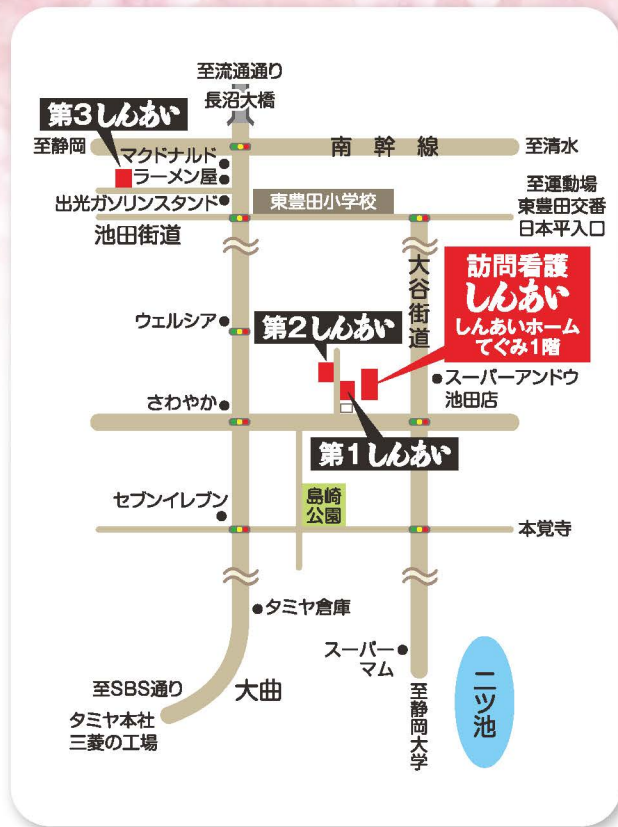 至流通通り
長沼大橋
第3しんあい
至静岡
マクドナルド
ラーメン屋
出光ガソリンスタンド
南幹線
至清水
東豊田小学校
至運動場
東豊田交番
日本平入口
池田街道
大谷街道
訪問看護
しんあい
しんあいホーム
てぐみ1階
ウェルシア
第2しんあい
スーパーアンドウ
池田店
さわやか
第1しんあい
セブンイレブン
島崎
公園
本覚寺
タミヤ倉庫
スーパー
マム
二ツ池
至SBS通り
大曲
至静岡大学
タミヤ本社
三菱の工場